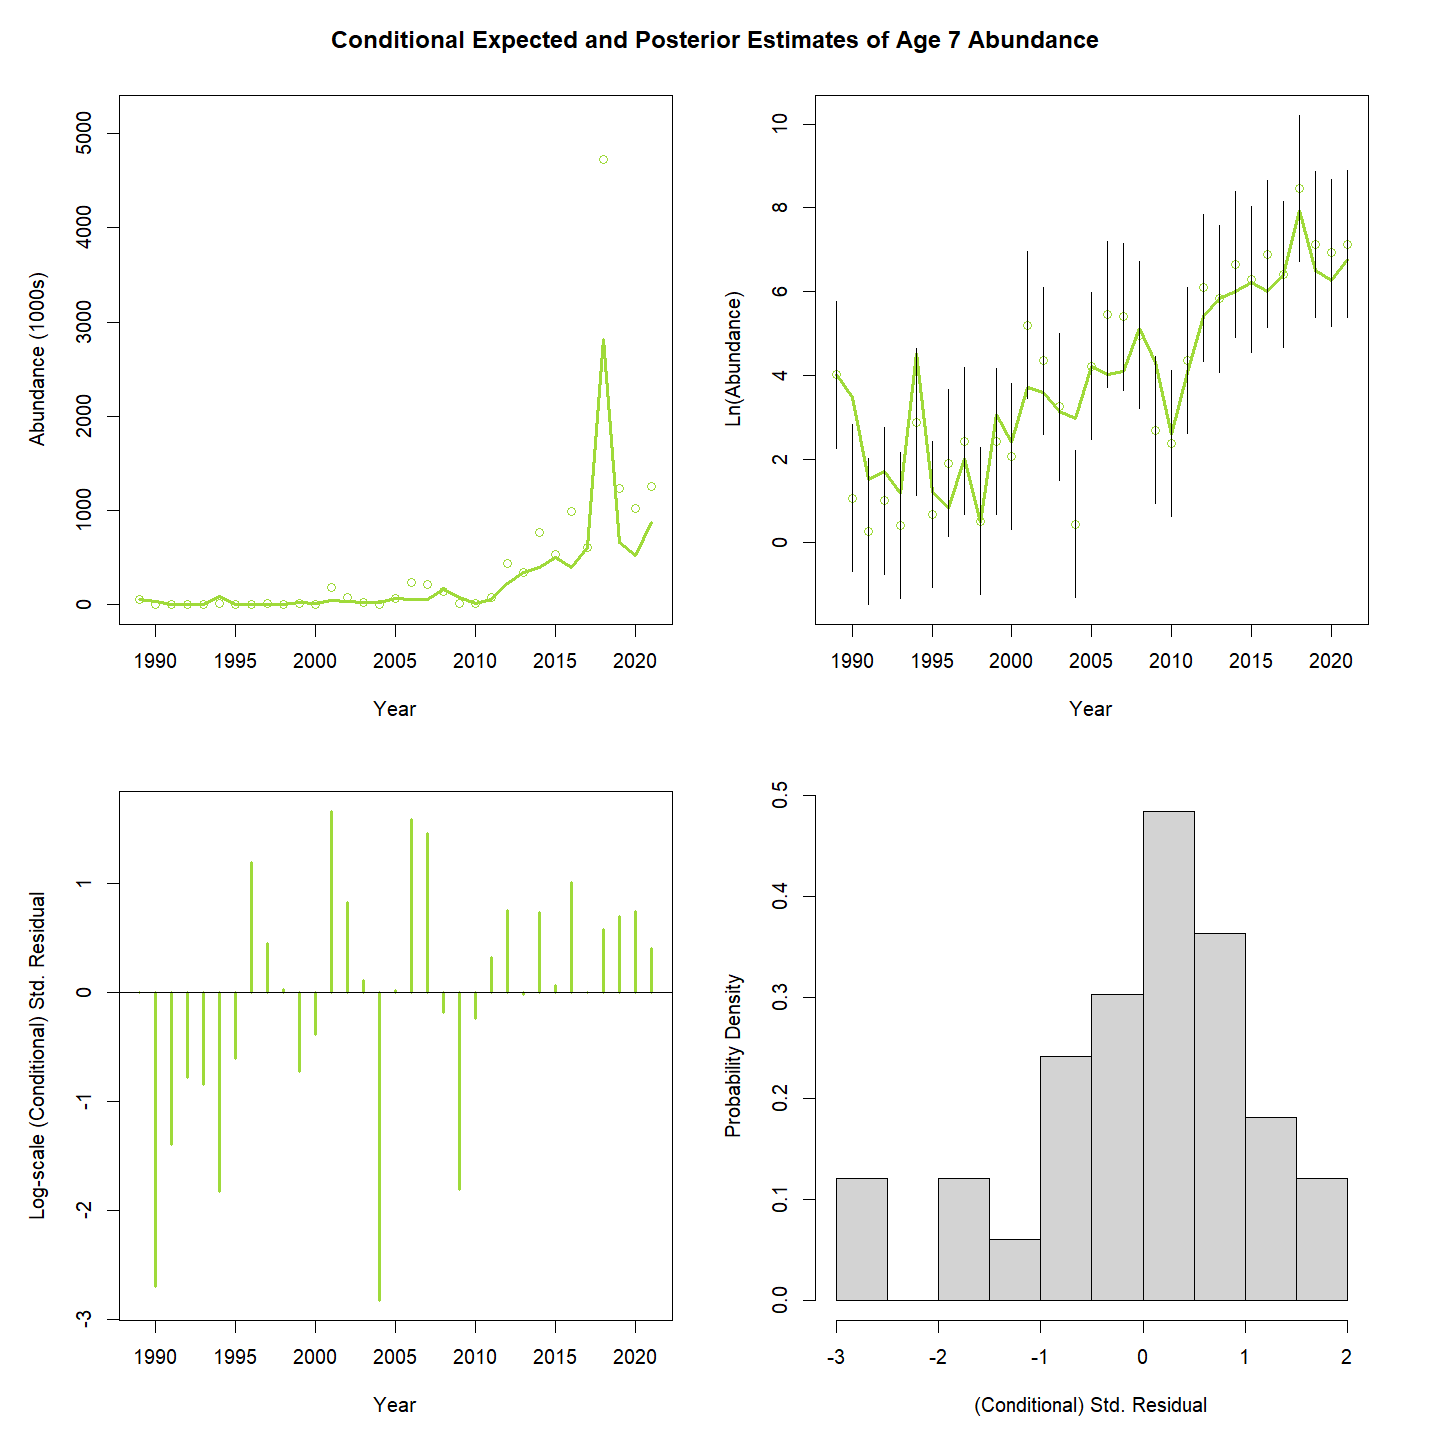 Conditional Expected and Posterior Estimates of Age 7 Abundance
Abundance (1000s)
5000
4000
3000
2000
1000
0
1990 1995 2000 2005 2010 2015 2020
Year
Ln(Abundance)
10
8
6
4
2
0
1990 1995 2000 2005 2010 2015 2020
Year
Log-scale (Conditional) Std. Residual
1
0
-1
-2
-3
1990 1995 2000 2005 2010 2015 2020
Year
Probability Density
0.5
0.4
0.3
0.2
0.1
0.0
-3 -2 -1 0 1 2
(Conditional) Std. Residual